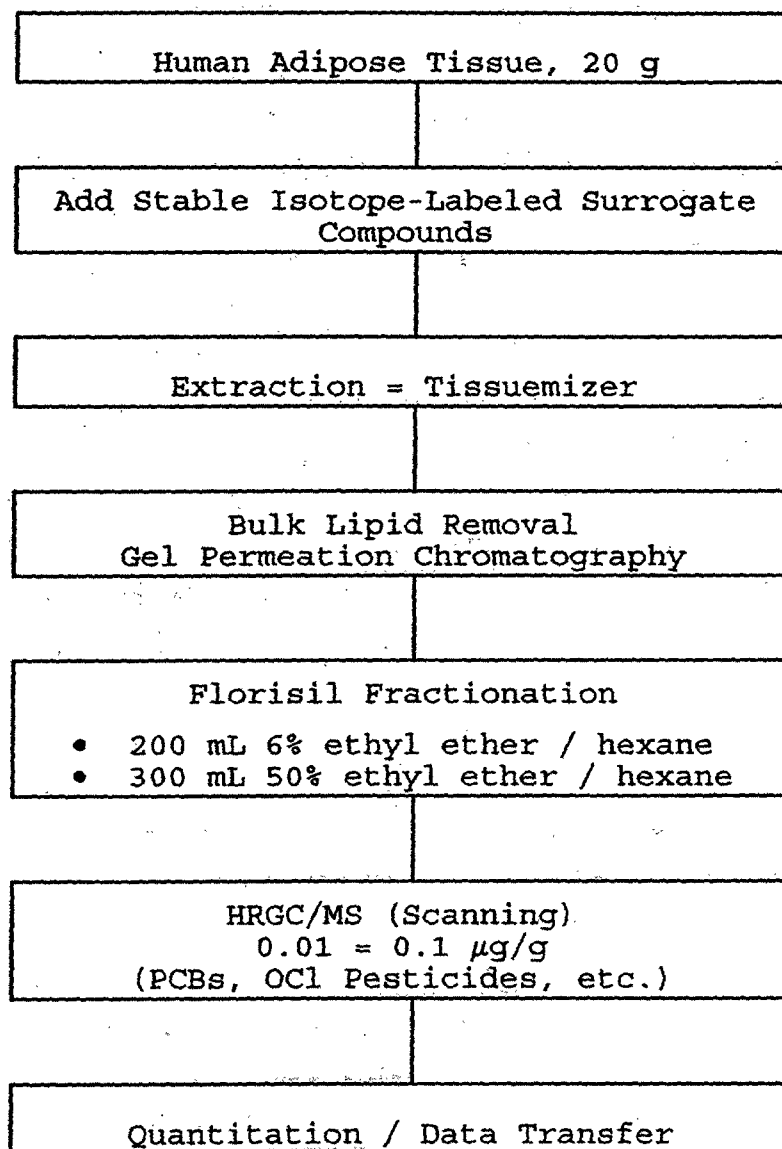 Human Adipose Tissue, 20 g
Add Stable Isotope-Labeled Surrogate
Compounds
Extraction = Tissuemizer
Bulk Lipid Removal
Gel Permeation Chromatography
Florisil Fractionation
• 200 mL 6% ethyl ether / hexane
• 300 mL 50% ethyl ether / hexane
HRGC/MS (Scanning)
0.01 = 0.1 μg/g
(PCBs, OCl Pesticides, etc.)
Quantitation / Data Transfer